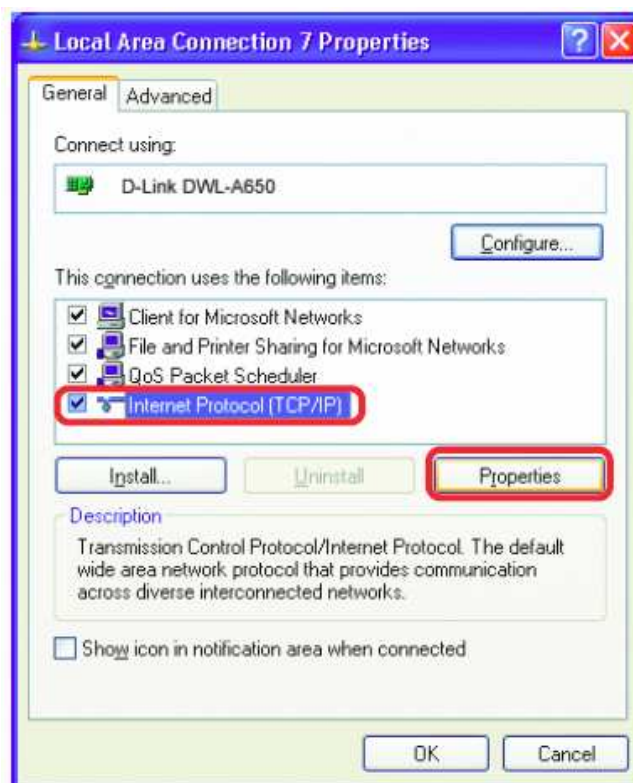 Local Area Connection 7 Properties
General
Advanced
Connect using:
D-Link DWL-A650
Configure...
This connection uses the following items:
Client for Microsoft Networks
File and Printer Sharing for Microsoft Networks
QoS Packet Scheduler
Internet Protocol (TCP/IP)
Install...
Uninstall
Properties
Description
Transmission Control Protocol/Internet Protocol. The default
wide area network protocol that provides communication
across diverse interconnected networks.
Show icon in notification area when connected
OK
Cancel